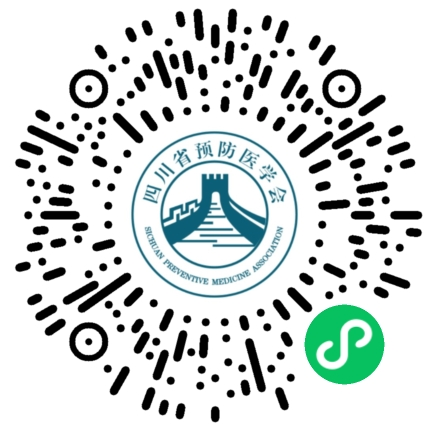 四川省预防医学会
SICHUAN PREVENTIVE MEDICINE ASSOCIATION